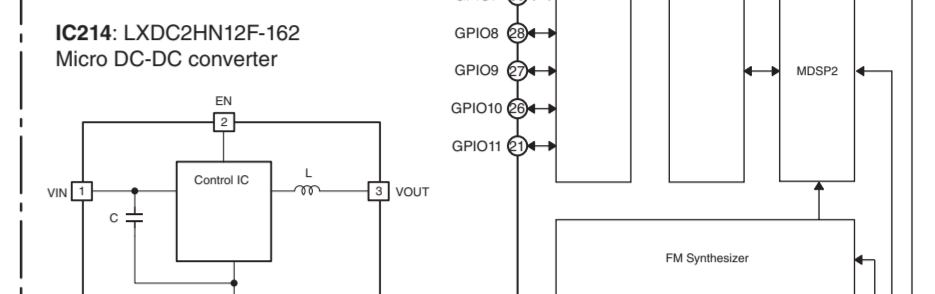 IC214: LXDC2HN12F-162
Micro DC-DC converter
EN
2
VIN
1
Control IC
L
3
VOUT
C
GPIO8
28
GPIO9
27
GPIO10
26
GPIO11
21
MDSP2
FM Synthesizer